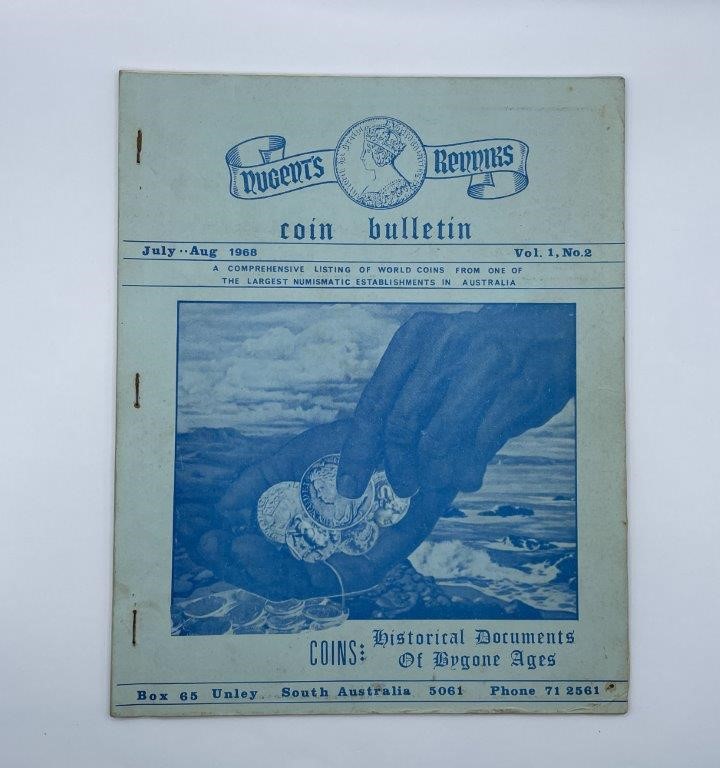 NUGENT'S RENNIKS
coin bulletin
July··Aug 1968 Vol. 1, No.2
A COMPREHENSIVE LISTING OF WORLD COINS FROM ONE OF
THE LARGEST NUMISMATIC ESTABLISHMENTS IN AUSTRALIA
COINS: Historical Documents
Of Bygone Ages
Box 65 Unley South Australia 5061 Phone 71 2561